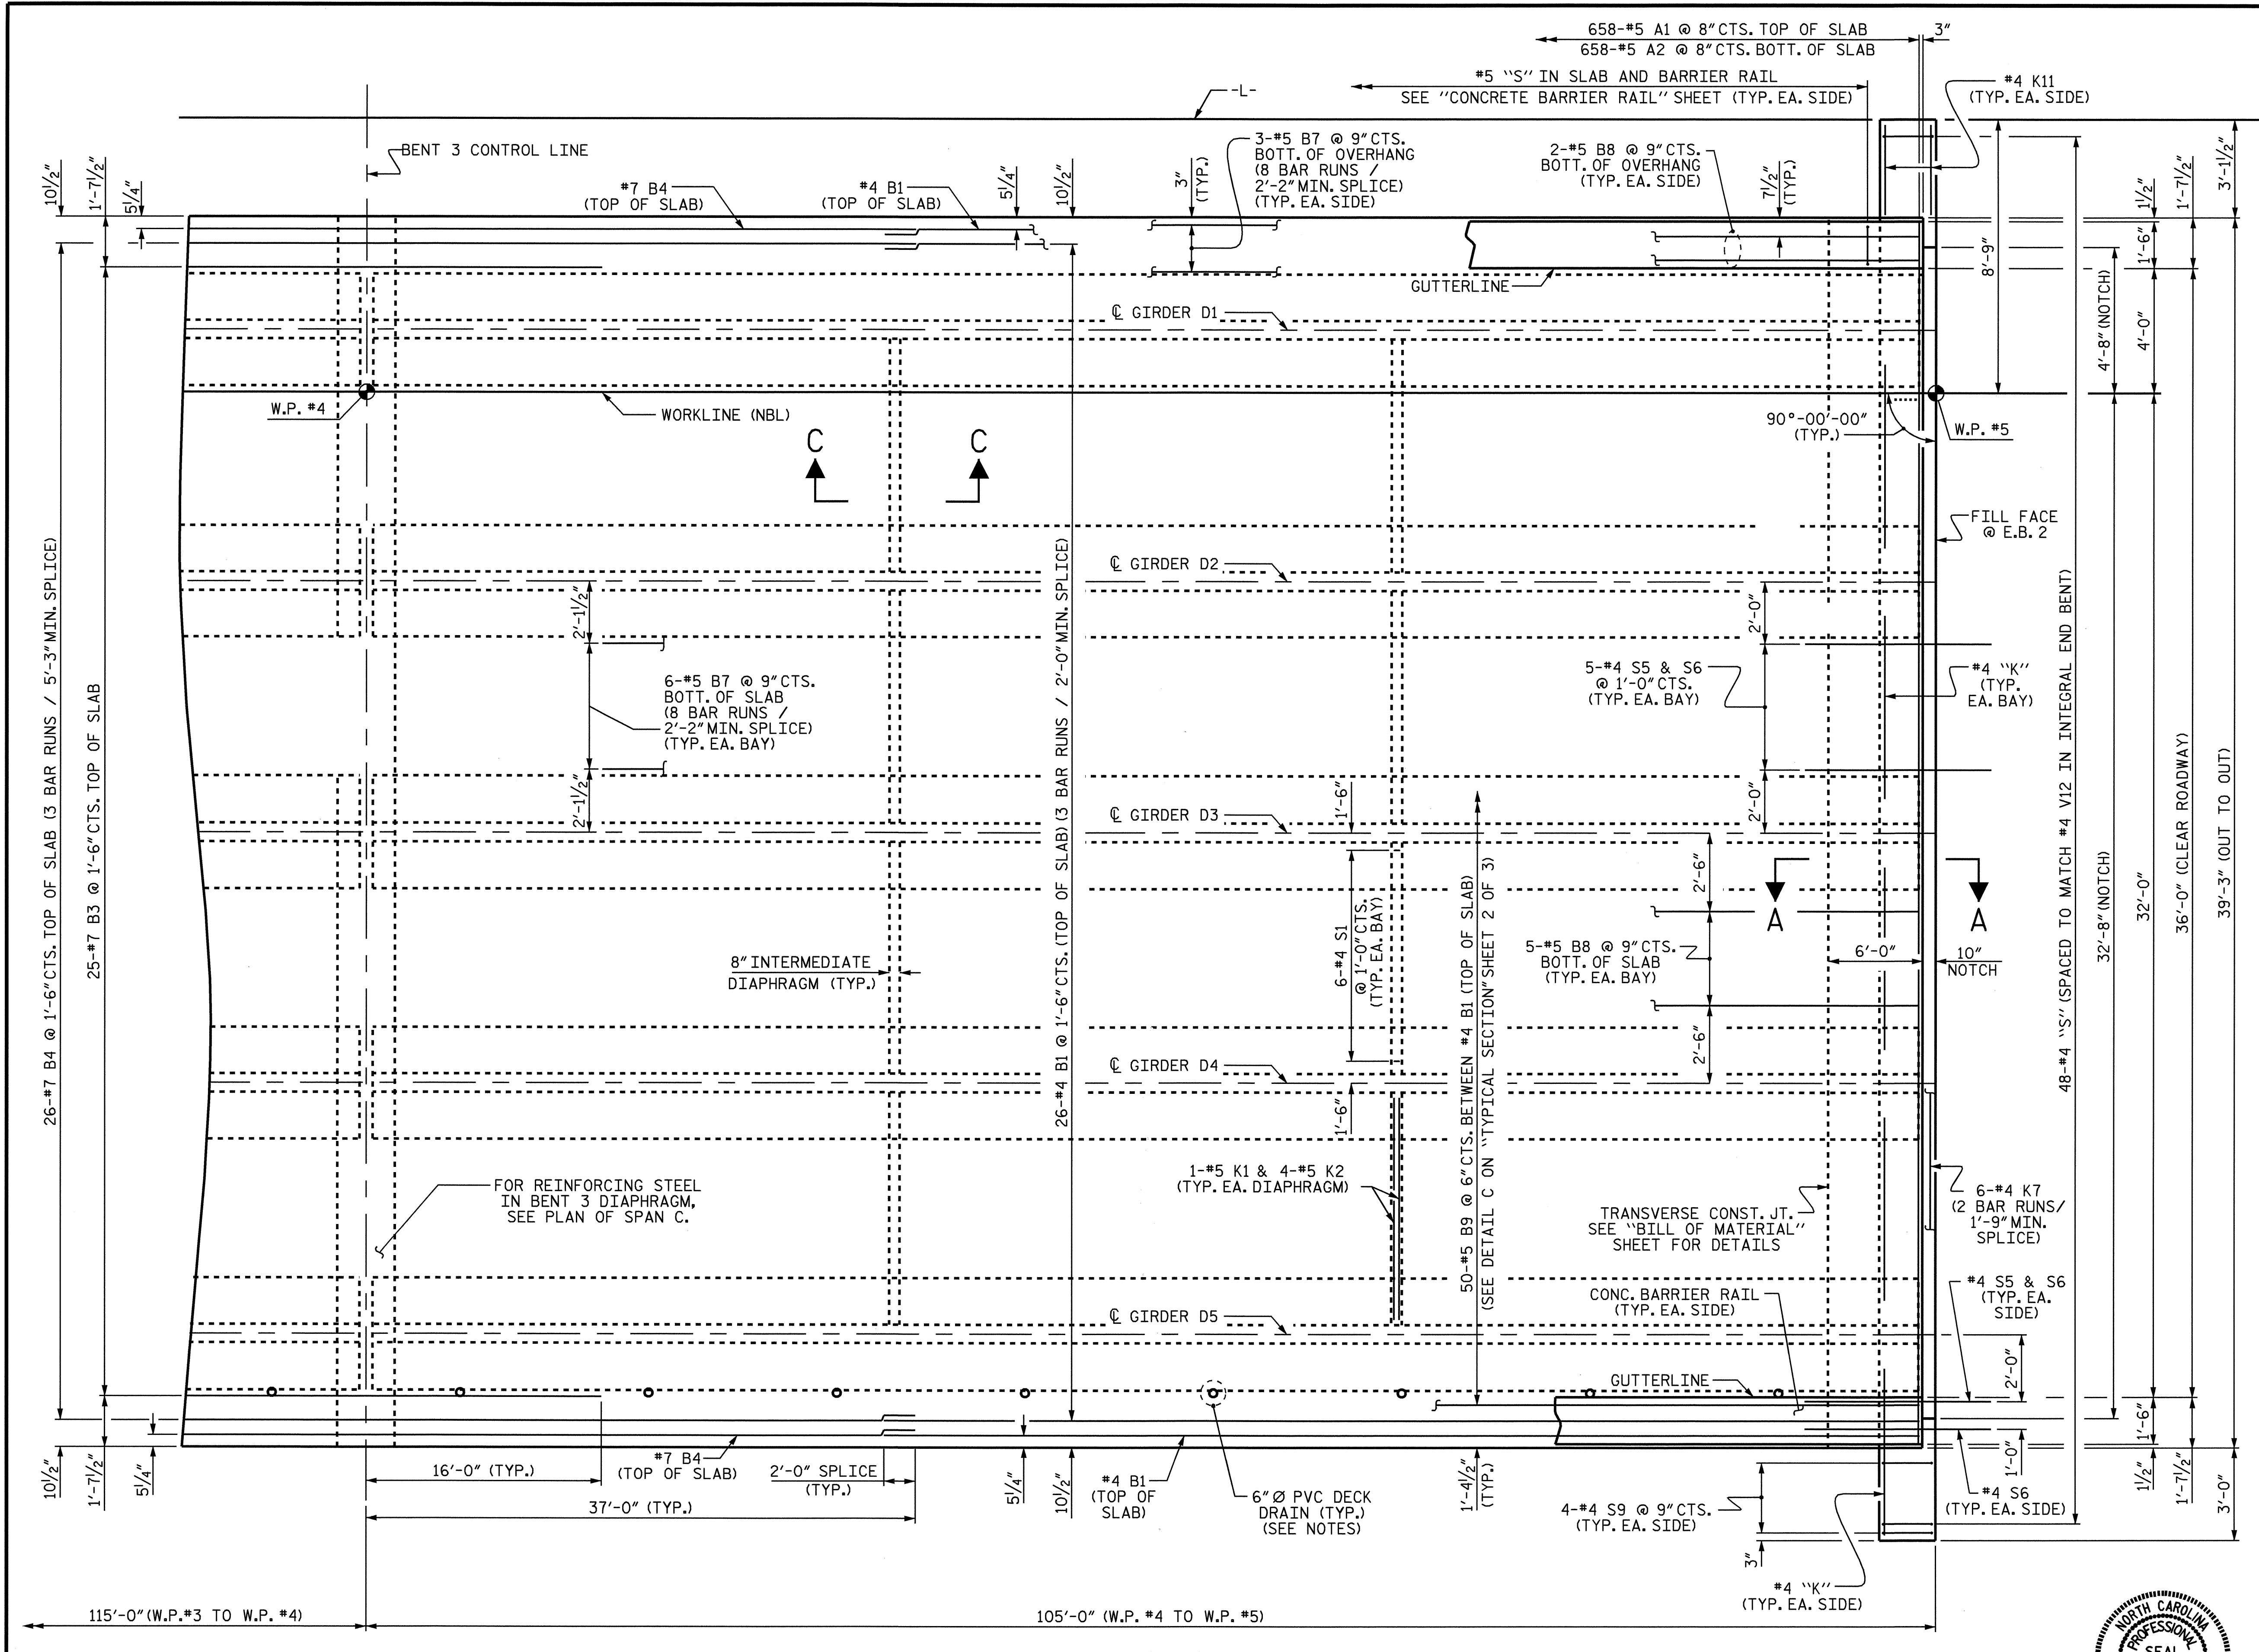 658-#5 A1 @ 8" CTS. TOP OF SLAB
658-#5 A2 @ 8" CTS. BOTT. OF SLAB
3"
#5 ``S'' IN SLAB AND BARRIER RAIL
SEE ''CONCRETE BARRIER RAIL'' SHEET (TYP. EA. SIDE)
#4 K11
(TYP. EA. SIDE)
-L-
BENT 3 CONTROL LINE
10½"
1'-7½"
5¼"
#7 B4
(TOP OF SLAB)
#4 B1
(TOP OF SLAB)
5¼"
10½"
3"
(TYP.)
3-#5 B7 @ 9" CTS.
BOTT. OF OVERHANG
(8 BAR RUNS /
2'-2" MIN. SPLICE)
(TYP. EA. SIDE)
2-#5 B8 @ 9" CTS.
BOTT. OF OVERHANG
(TYP. EA. SIDE)
7½"
(TYP.)
8'-9"
4'-8" (NOTCH)
1½"
1'-6"
4'-0"
1'-7½"
3'-1½"
GUTTERLINE
℄ GIRDER D1
W.P. #4
WORKLINE (NBL)
90°-00'-00"
(TYP.)
W.P. #5
C
C
FILL FACE
@ E.B. 2
26-#7 B4 @ 1'-6" CTS. TOP OF SLAB (3 BAR RUNS / 5'-3" MIN. SPLICE)
25-#7 B3 @ 1'-6" CTS. TOP OF SLAB
℄ GIRDER D2
2'-1½"
6-#5 B7 @ 9" CTS.
BOTT. OF SLAB
(8 BAR RUNS /
2'-2" MIN. SPLICE)
(TYP. EA. BAY)
2'-1½"
26-#4 B1 @ 1'-6" CTS. (TOP OF SLAB) (3 BAR RUNS / 2'-0" MIN. SPLICE)
2'-0"
5-#4 S5 & S6
@ 1'-0" CTS.
(TYP. EA. BAY)
2'-0"
#4 ``K''
(TYP.
EA. BAY)
48-#4 ``S'' (SPACED TO MATCH #4 V12 IN INTEGRAL END BENT)
32'-8" (NOTCH)
32'-0"
36'-0" (CLEAR ROADWAY)
39'-3" (OUT TO OUT)
℄ GIRDER D3
1'-6"
6-#4 S1
@ 1'-0" CTS.
(TYP. EA. BAY)
1'-6"
50-#5 B9 @ 6" CTS. BETWEEN #4 B1 (TOP OF SLAB)
(SEE DETAIL C ON ``TYPICAL SECTION'' SHEET 2 OF 3)
2'-6"
5-#5 B8 @ 9" CTS.
BOTT. OF SLAB
(TYP. EA. BAY)
2'-6"
A
A
6'-0"
10"
NOTCH
8" INTERMEDIATE
DIAPHRAGM (TYP.)
℄ GIRDER D4
FOR REINFORCING STEEL
IN BENT 3 DIAPHRAGM,
SEE PLAN OF SPAN C.
1-#5 K1 & 4-#5 K2
(TYP. EA. DIAPHRAGM)
TRANSVERSE CONST. JT.
SEE ``BILL OF MATERIAL''
SHEET FOR DETAILS
6-#4 K7
(2 BAR RUNS/
1'-9" MIN.
SPLICE)
CONC. BARRIER RAIL
(TYP. EA. SIDE)
#4 S5 & S6
(TYP. EA.
SIDE)
℄ GIRDER D5
2'-0"
GUTTERLINE
10½"
1'-7½"
5¼"
16'-0" (TYP.)
#7 B4
(TOP OF SLAB)
2'-0" SPLICE
(TYP.)
37'-0" (TYP.)
5¼"
10½"
#4 B1
(TOP OF
SLAB)
6" Ø PVC DECK
DRAIN (TYP.)
(SEE NOTES)
1'-4½"
(TYP.)
4-#4 S9 @ 9" CTS.
(TYP. EA. SIDE)
3"
1'-0"
#4 S6
(TYP. EA. SIDE)
1'-6"
1½"
1'-7½"
3'-0"
#4 ``K''
(TYP. EA. SIDE)
115'-0" (W.P.#3 TO W.P. #4)
105'-0" (W.P. #4 TO W.P. #5)
NORTH CAROLINA
PROFESSIONAL
SEAL